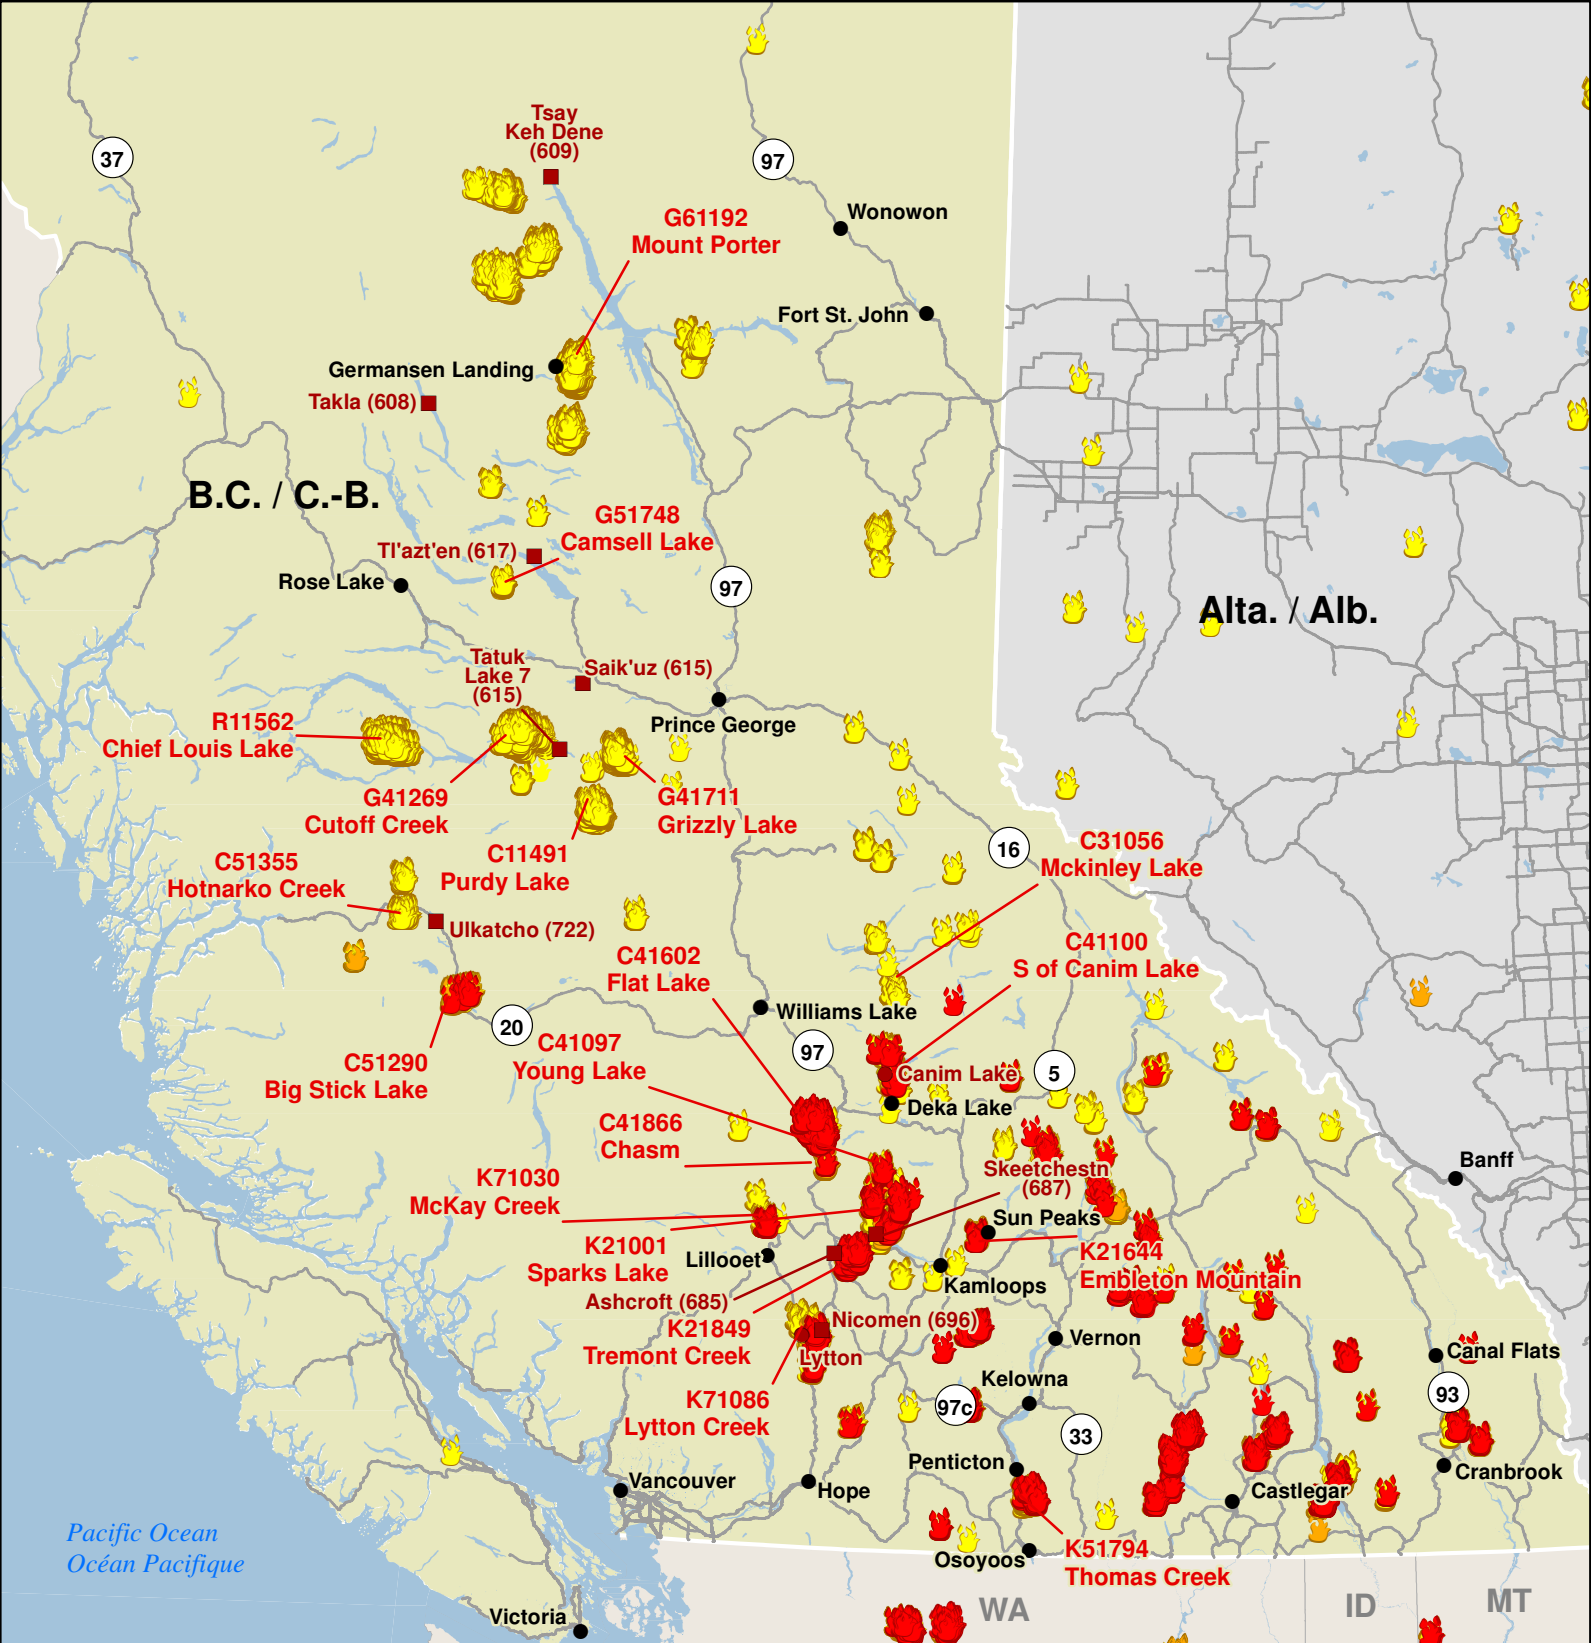 Tsay
Keh Dene
(609)
37
97
Wonowon
G61192
Mount Porter
Fort St. John
Germansen Landing
Takla (608)
B.C. / C.-B.
G51748
Camsell Lake
Tl'azt'en (617)
Rose Lake
97
Alta. / Alb.
Tatuk
Lake 7
(615)
Saik'uz (615)
Prince George
R11562
Chief Louis Lake
G41269
Cutoff Creek
G41711
Grizzly Lake
C11491
Purdy Lake
16
C31056
Mckinley Lake
C51355
Hotnarko Creek
Ulkatcho (722)
C41602
Flat Lake
C41100
S of Canim Lake
Williams Lake
20
97
C41097
Young Lake
C51290
Big Stick Lake
Canim Lake
5
Deka Lake
C41866
Chasm
Skeetchestn
(687)
Banff
K71030
McKay Creek
Sun Peaks
K21001
Sparks Lake
Lillooet
K21644
Embleton Mountain
Kamloops
Ashcroft (685)
K21849
Tremont Creek
Nicomen (696)
Lytton
Vernon
Canal Flats
K71086
Lytton Creek
Kelowna
97c
93
33
Penticton
Cranbrook
Vancouver
Hope
Castlegar
Pacific Ocean
Océan Pacifique
Osoyoos
K51794
Thomas Creek
WA
ID
MT
Victoria